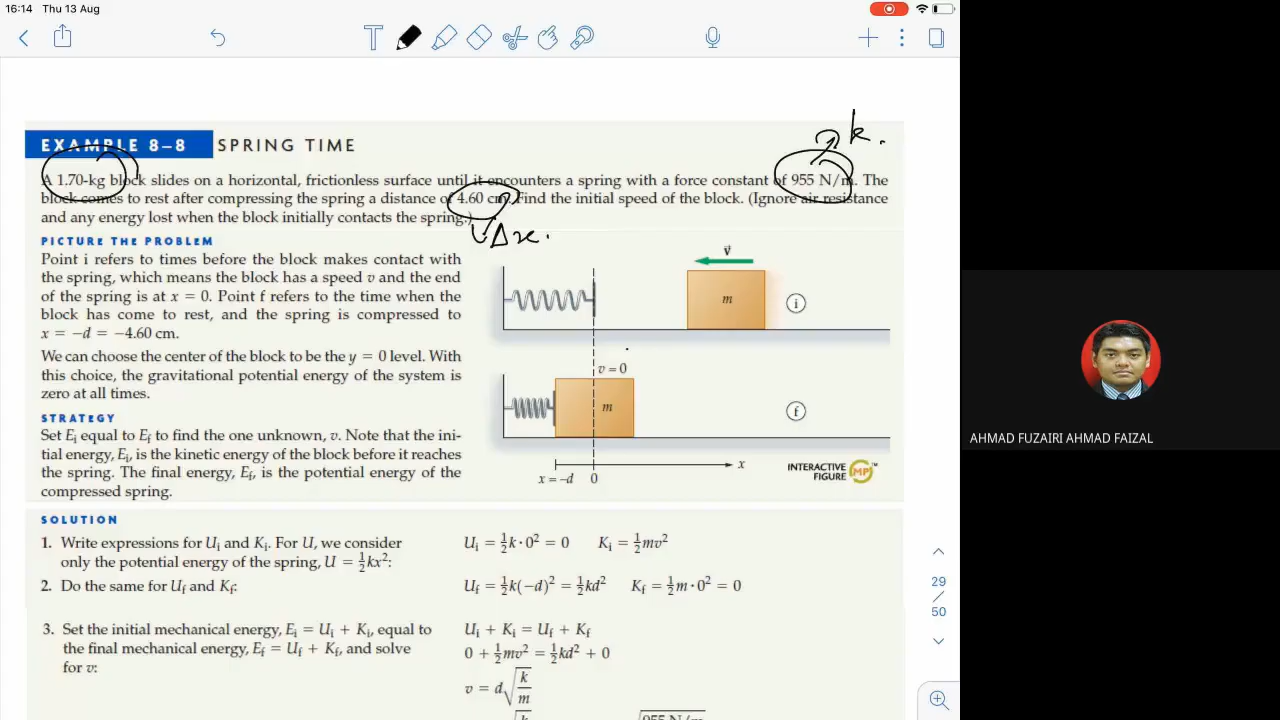 16:14 Thu 13 Aug
T
k.
EXAMPLE 8–8 SPRING TIME
A 1.70-kg block slides on a horizontal, frictionless surface until it encounters a spring with a force constant of 955 N/m. The
block comes to rest after compressing the spring a distance of 4.60 cm. Find the initial speed of the block. (Ignore air resistance
and any energy lost when the block initially contacts the spring.)
Δx.
PICTURE THE PROBLEM
Point i refers to times before the block makes contact with
the spring, which means the block has a speed v and the end
of the spring is at x = 0. Point f refers to the time when the
block has come to rest, and the spring is compressed to
x = −d = −4.60 cm.
We can choose the center of the block to be the y = 0 level. With
this choice, the gravitational potential energy of the system is
zero at all times.
v⃗
m
i
v = 0
m
f
x
x = −d 0
INTERACTIVE
FIGURE MP™
STRATEGY
Set Ei equal to Ef to find the one unknown, v. Note that the ini-
tial energy, Ei, is the kinetic energy of the block before it reaches
the spring. The final energy, Ef, is the potential energy of the
compressed spring.
SOLUTION
1. Write expressions for Ui and Ki. For U, we consider
only the potential energy of the spring, U = ½kx²:
Ui = ½k·0² = 0 Ki = ½mv²
2. Do the same for Uf and Kf:
Uf = ½k(−d)² = ½kd² Kf = ½m·0² = 0
3. Set the initial mechanical energy, Ei = Ui + Ki, equal to
the final mechanical energy, Ef = Uf + Kf, and solve
for v:
Ui + Ki = Uf + Kf
0 + ½mv² = ½kd² + 0
v = d√(k/m)
k
955 N/m
29
/
50
AHMAD FUZAIRI AHMAD FAIZAL